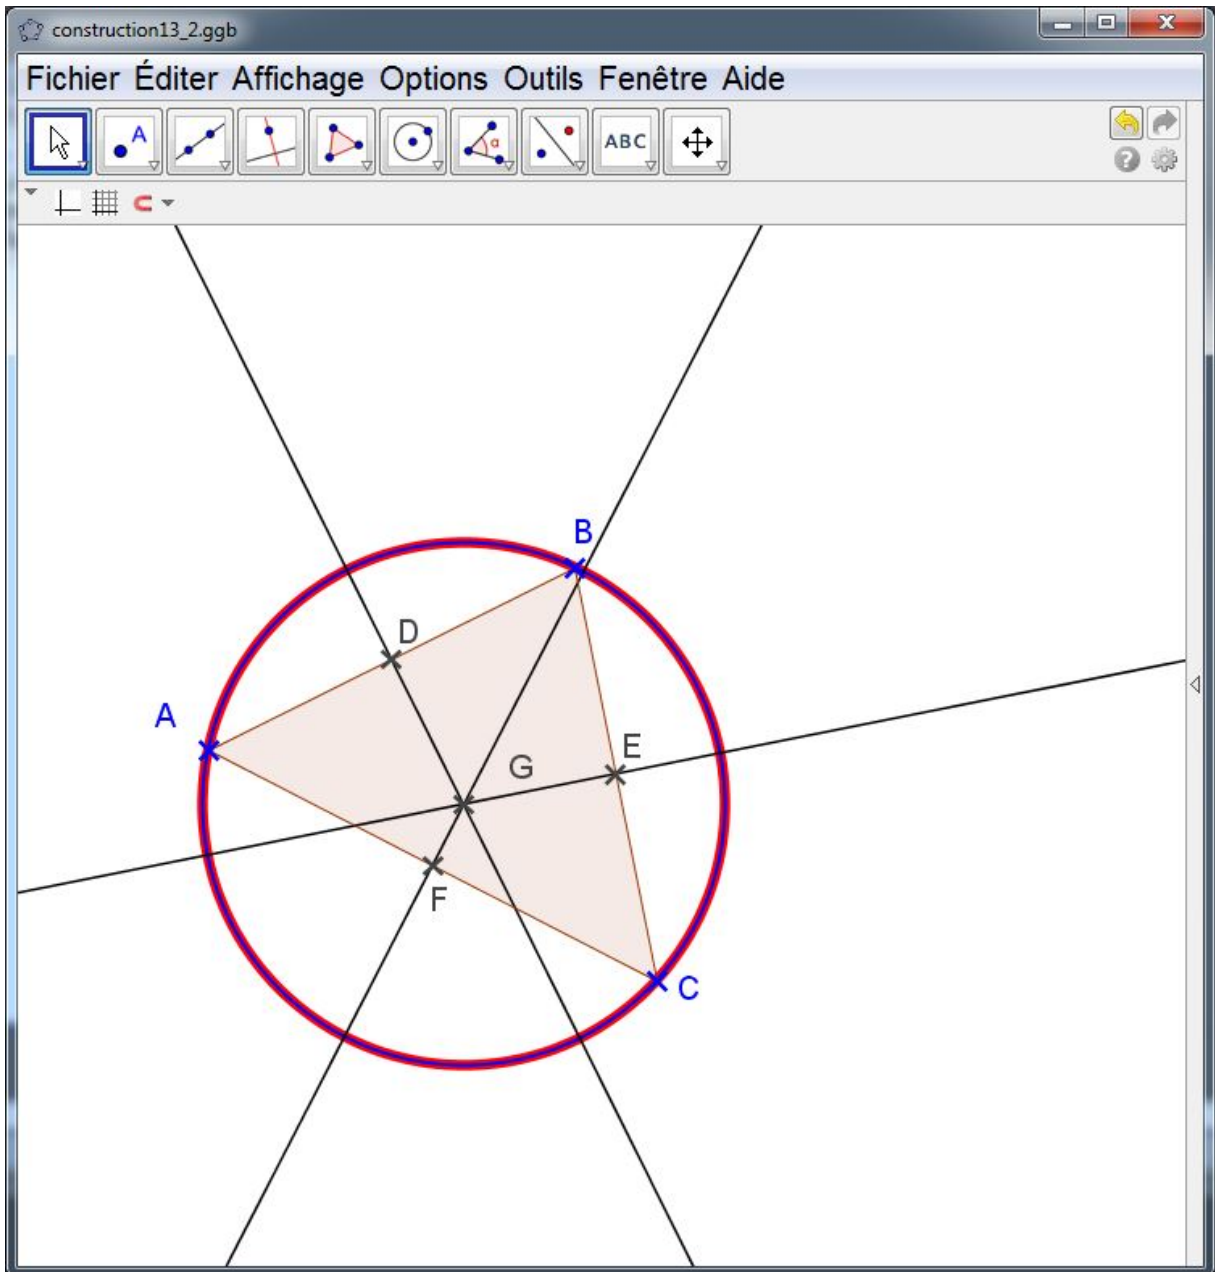 construction13_2.ggb
Fichier Éditer Affichage Options Outils Fenêtre Aide
A α ABC
B
D
A
E
G
F
C